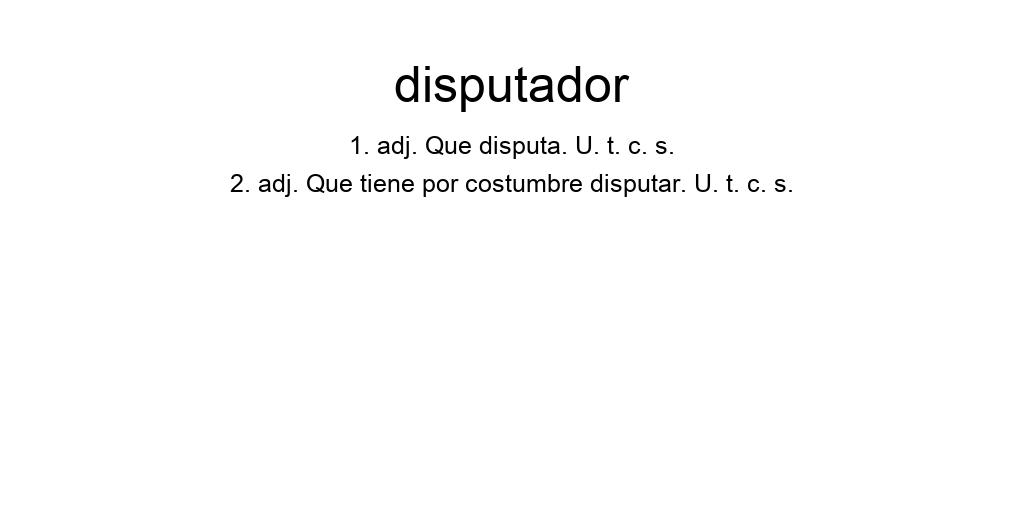 disputador
1. adj. Que disputa. U. t. c. s.
2. adj. Que tiene por costumbre disputar. U. t. c. s.